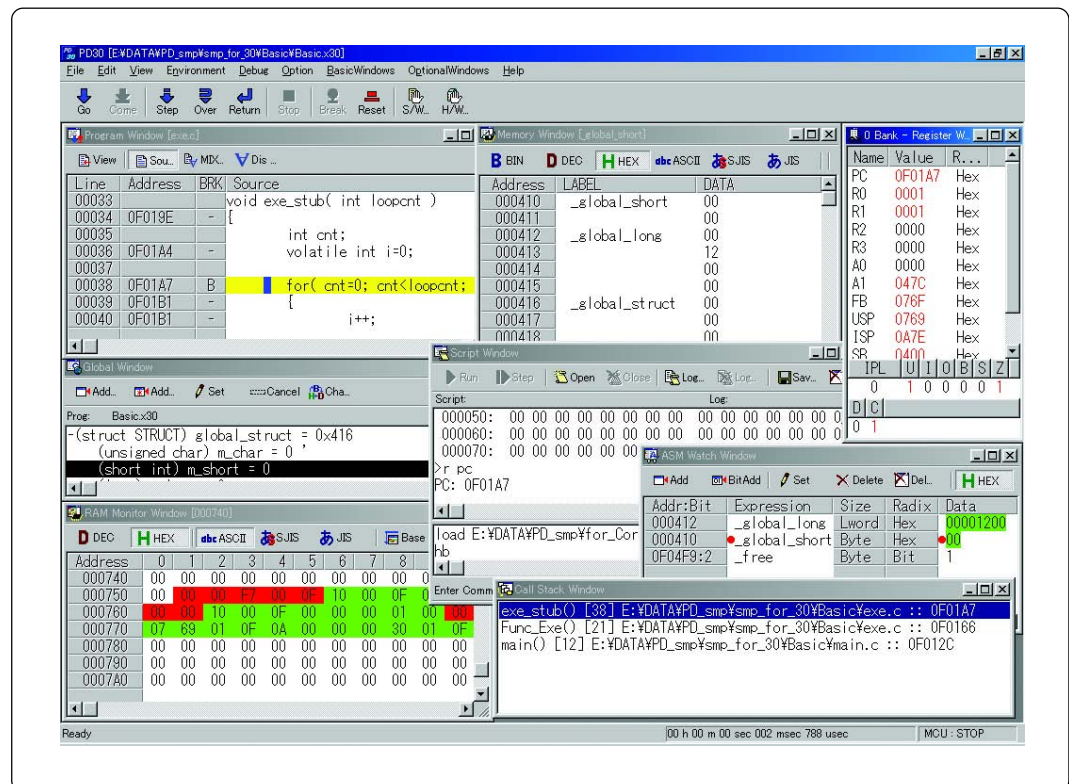 PD30 [E:¥DATA¥PD_smp¥smp_for_30¥Basic¥Basic.x30]
File Edit View Environment Debug Option BasicWindows OptionalWindows Help
Go Come Step Over Return Stop Break Reset S/W... H/W...
Program Window [exe.c]
View Sou... MIX... Dis ...
Line Address BRK Source
00033 void exe_stub( int loopcnt )
00034 0F019E - {
00035 int cnt;
00036 0F01A4 - volatile int i=0;
00037
00038 0F01A7 B for( cnt=0; cnt<loopcnt;
00039 0F01B1 - {
00040 0F01B1 - i++;
Memory Window [_global_short]
BIN DEC HEX abc ASCII SJIS あ JIS
Address LABEL DATA
000410 _global_short 00
000411 00
000412 _global_long 00
000413 12
000414 00
000415 00
000416 _global_struct 00
000417 00
000418 00
0 Bank - Register W...
Name Value R...
PC 0F01A7 Hex
R0 0001 Hex
R1 0001 Hex
R2 0000 Hex
R3 0000 Hex
A0 0000 Hex
A1 047C Hex
FB 076F Hex
USP 0769 Hex
ISP 0A7E Hex
SB 0400 Hex
IPL U I O B S Z
0 1 0 0 0 0 1
D C
0 1
Global Window
Add... Add... Set Cancel Cha...
Prog: Basic.x30
-(struct STRUCT) global_struct = 0x416
(unsigned char) m_char = 0 '
(short int) m_short = 0
Script Window
Run Step Open Close Log... Log... Sav...
Script: Log:
000050: 00 00 00 00 00 00 00 00 00 00 00 00 00 0
000060: 00 00 00 00 00 00 00 00 00 00 00 00 00 0
000070: 00 00 00 00 00 00
>r pc
PC: 0F01A7
load E:¥DATA¥PD_smp¥for_Cor
hb
Enter Comm
ASM Watch Window
Add BitAdd Set Delete Del... HEX
Addr:Bit Expression Size Radix Data
000412 _global_long Lword Hex 00001200
000410 _global_short Byte Hex 00
0F04F9:2 _free Byte Bit 1
RAM Monitor Window [000740]
DEC HEX abc ASCII SJIS あ JIS Base
Address 0 1 2 3 4 5 6 7 8
000740 00 00 00 00 00 00 00 00 00 0
000750 00 00 00 F7 00 0F 10 00 0F 0
000760 00 00 10 00 0F 00 00 00 01 00 00
000770 07 69 01 0F 0A 00 00 00 30 01 0F
000780 00 00 00 00 00 00 00 00 00 00 00
000790 00 00 00 00 00 00 00 00 00 00 00
0007A0 00 00 00 00 00 00 00 00 00 00 00
Call Stack Window
exe_stub() [38] E:¥DATA¥PD_smp¥smp_for_30¥Basic¥exe.c :: 0F01A7
Func_Exe() [21] E:¥DATA¥PD_smp¥smp_for_30¥Basic¥exe.c :: 0F0166
main() [12] E:¥DATA¥PD_smp¥smp_for_30¥Basic¥main.c :: 0F012C
Ready 00 h 00 m 00 sec 002 msec 788 usec MCU : STOP